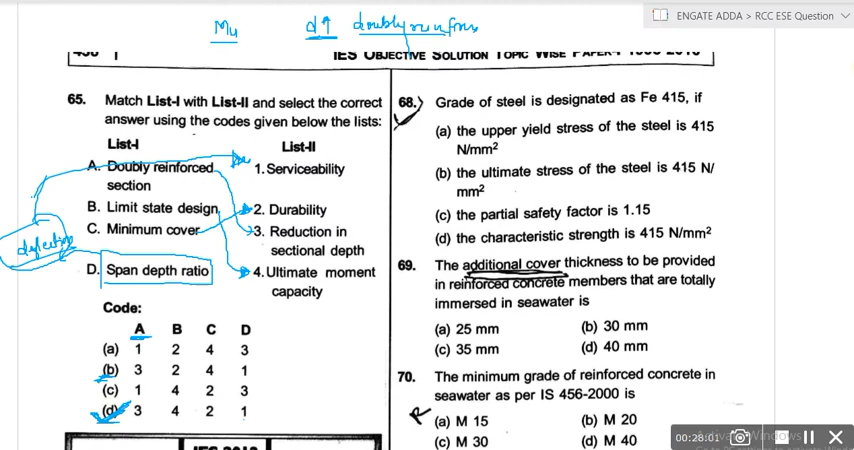 Mu d↑ doubly reinfors
ENGATE ADDA > RCC ESE Question
IES OBJECTIVE SOLUTION TOPIC WISE PAPER
65. Match List-I with List-II and select the correct answer using the codes given below the lists:
List-I List-II
A. Doubly reinforced section 1. Serviceability
B. Limit state design 2. Durability
C. Minimum cover 3. Reduction in sectional depth
D. Span depth ratio 4. Ultimate moment capacity
deflection
Code:
A B C D
(a) 1 2 4 3
(b) 3 2 4 1
(c) 1 4 2 3
(d) 3 4 2 1
68. Grade of steel is designated as Fe 415, if
(a) the upper yield stress of the steel is 415 N/mm²
(b) the ultimate stress of the steel is 415 N/mm²
(c) the partial safety factor is 1.15
(d) the characteristic strength is 415 N/mm²
69. The additional cover thickness to be provided in reinforced concrete members that are totally immersed in seawater is
(a) 25 mm (b) 30 mm
(c) 35 mm (d) 40 mm
70. The minimum grade of reinforced concrete in seawater as per IS 456-2000 is
(a) M 15 (b) M 20
(c) M 30 (d) M 40
00:28:01